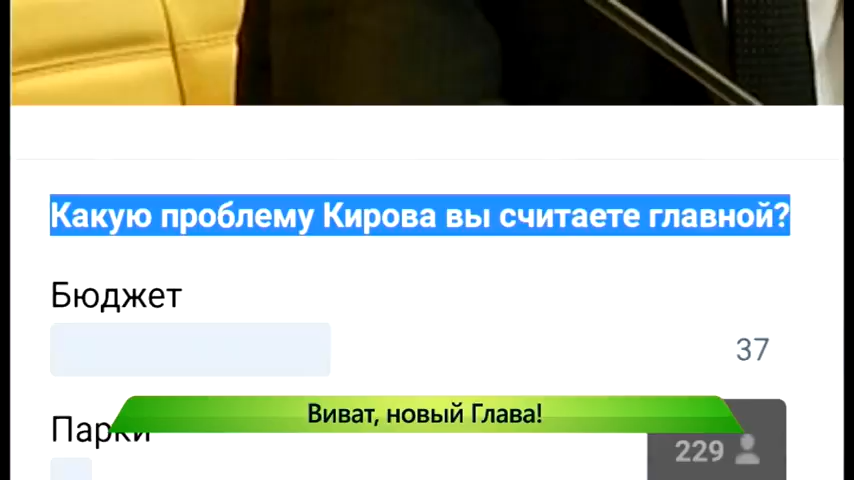 Какую проблему Кирова вы считаете главной?
Бюджет
37
Виват, новый Глава!
Парки
229